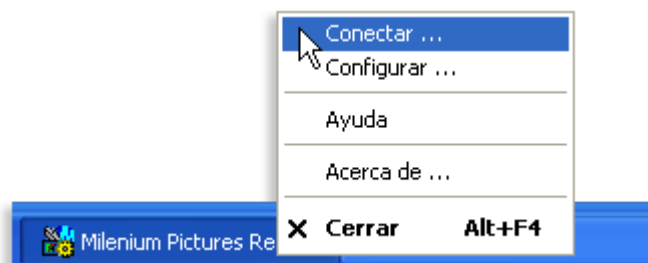 Conectar ...
Configurar ...
Ayuda
Acerca de ...
Cerrar Alt+F4
Milenium Pictures Re